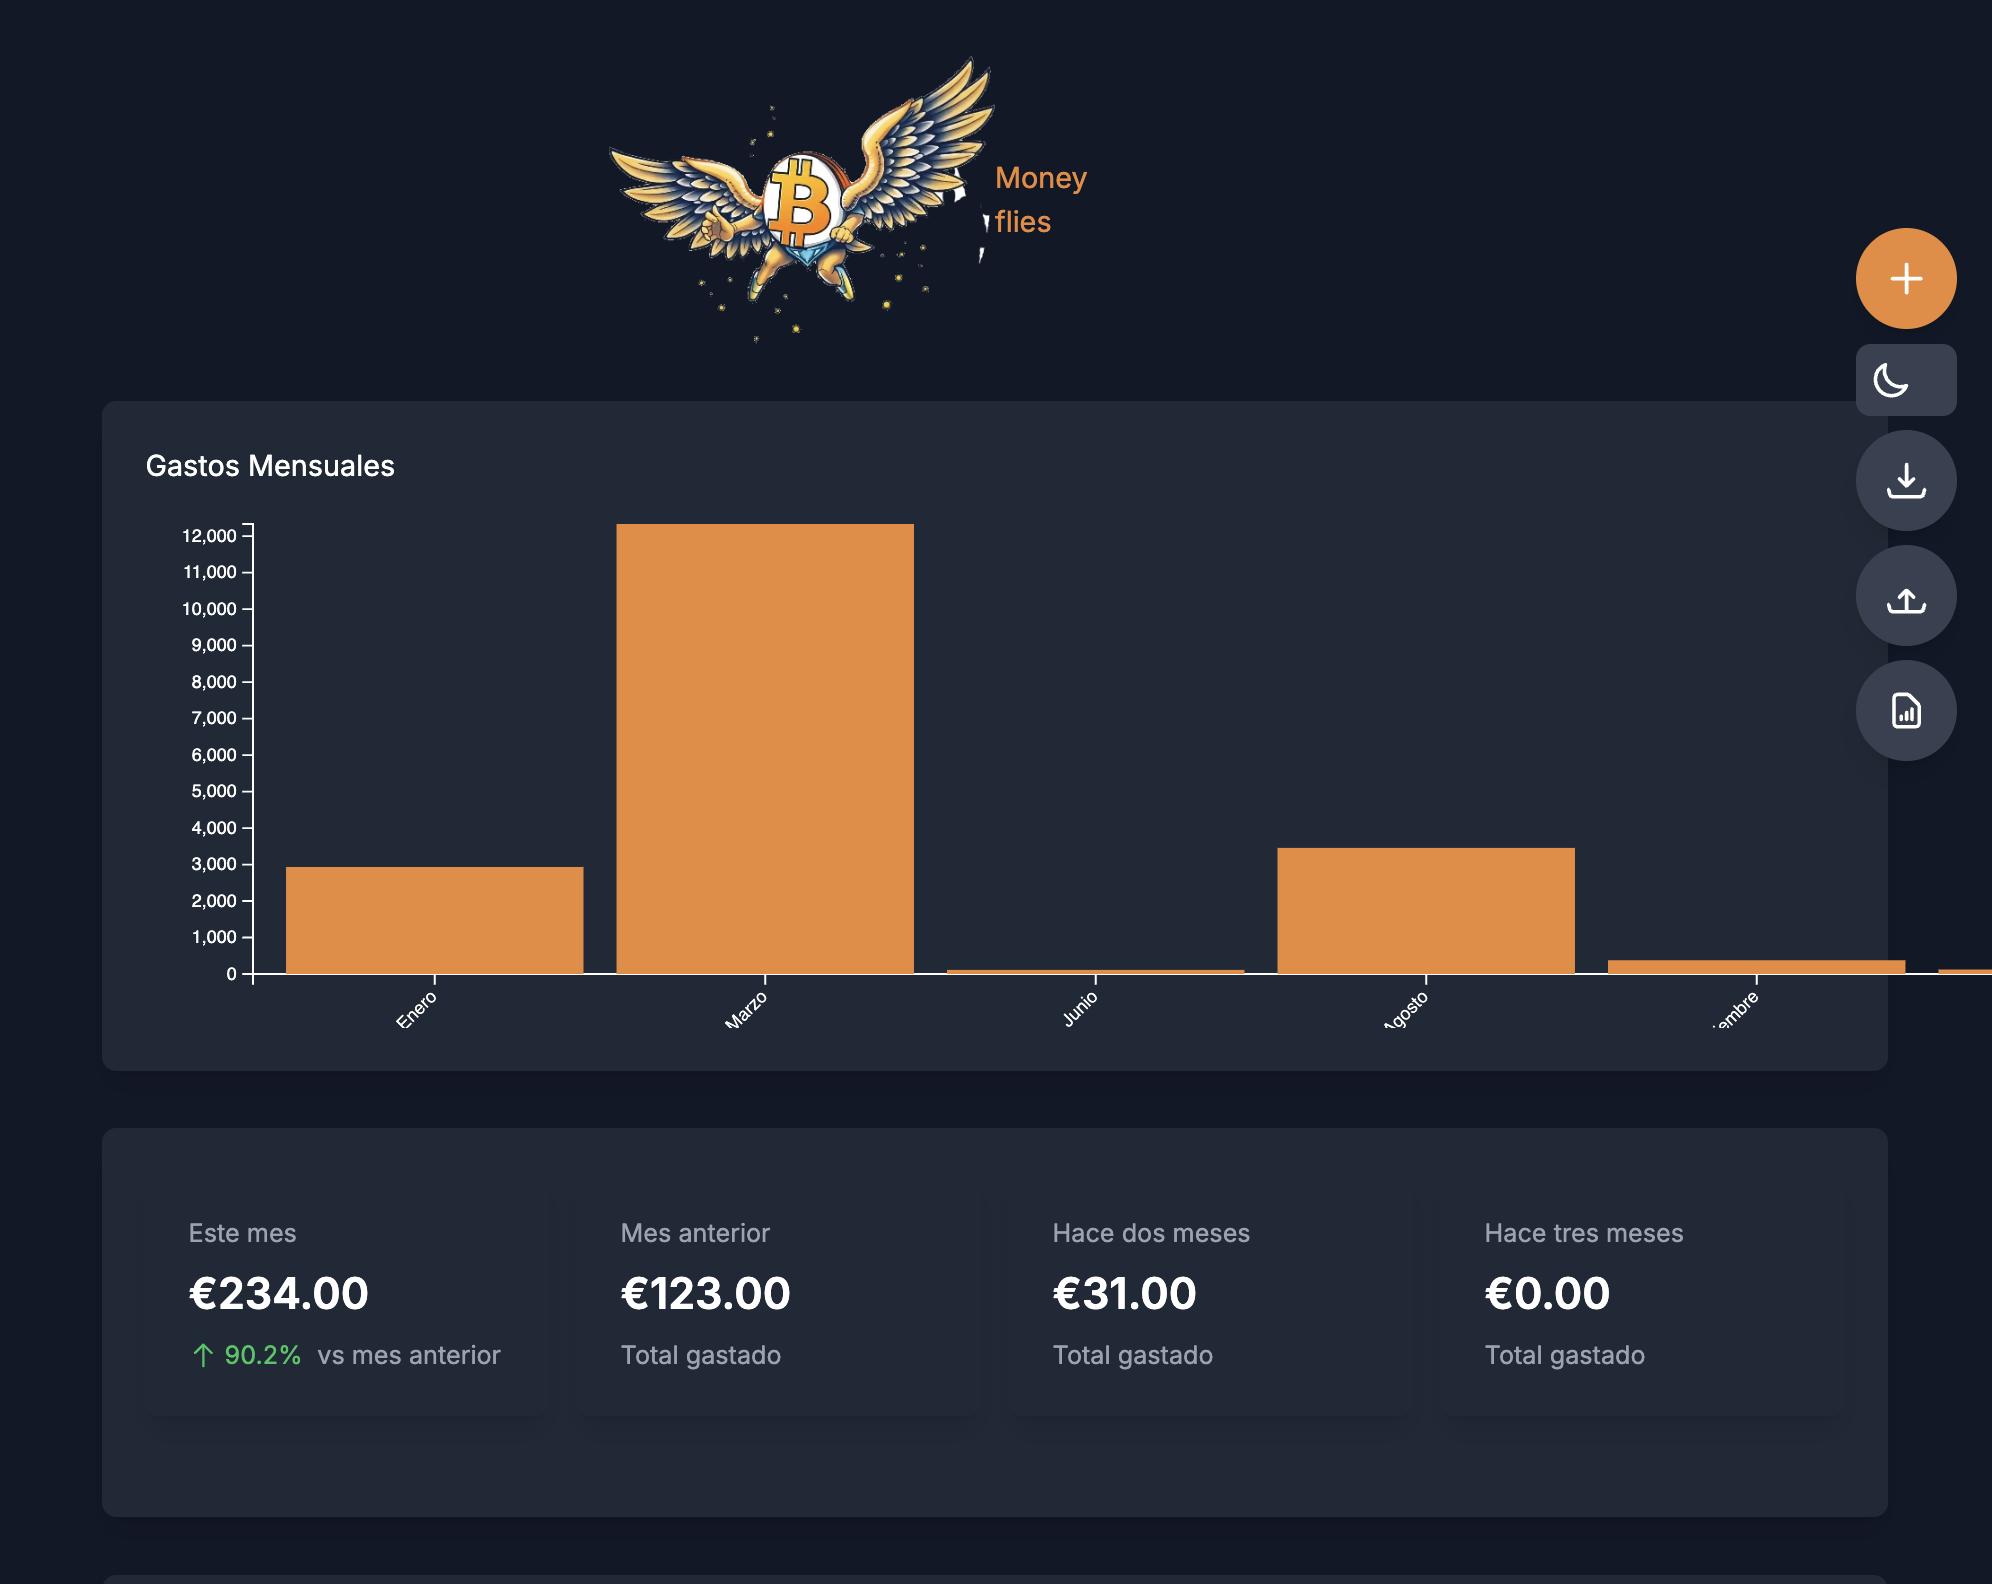 Money
flies
Gastos Mensuales
12,000
11,000
10,000
9,000
8,000
7,000
6,000
5,000
4,000
3,000
2,000
1,000
0
Enero
Marzo
Junio
Agosto
iembre
Este mes
€234.00
↑ 90.2% vs mes anterior
Mes anterior
€123.00
Total gastado
Hace dos meses
€31.00
Total gastado
Hace tres meses
€0.00
Total gastado